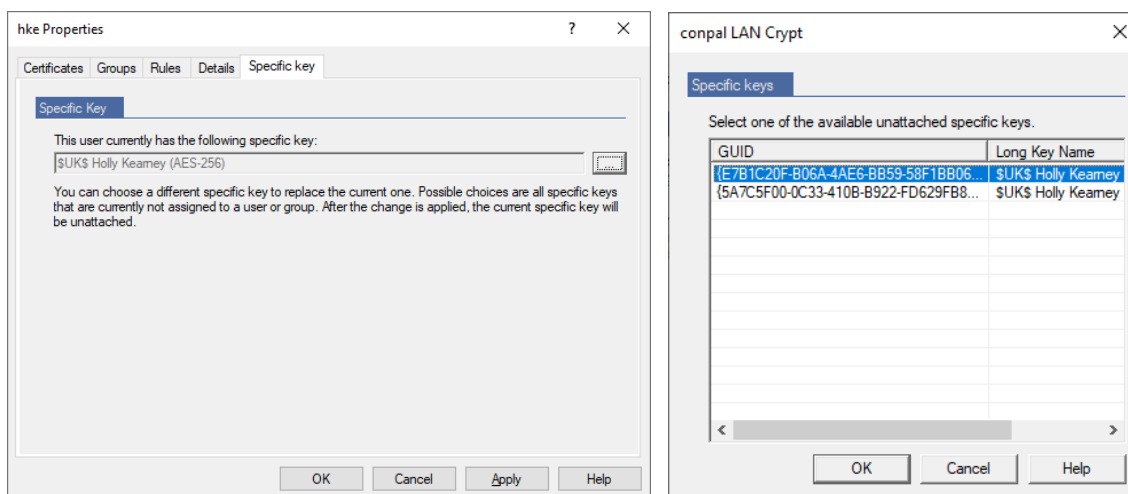 hke Properties
?
Certificates
Groups
Rules
Details
Specific key
Specific Key
This user currently has the following specific key:
$UK$ Holly Kearney (AES-256)
...
You can choose a different specific key to replace the current one. Possible choices are all specific keys
that are currently not assigned to a user or group. After the change is applied, the current specific key will
be unattached.
OK
Cancel
Apply
Help
conpal LAN Crypt
Specific keys
Select one of the available unattached specific keys.
GUID
Long Key Name
{E7B1C20F-B06A-4AE6-BB59-58F1BB06...
$UK$ Holly Kearney
{5A7C5F00-0C33-410B-B922-FD629FB8...
$UK$ Holly Kearney
OK
Cancel
Help